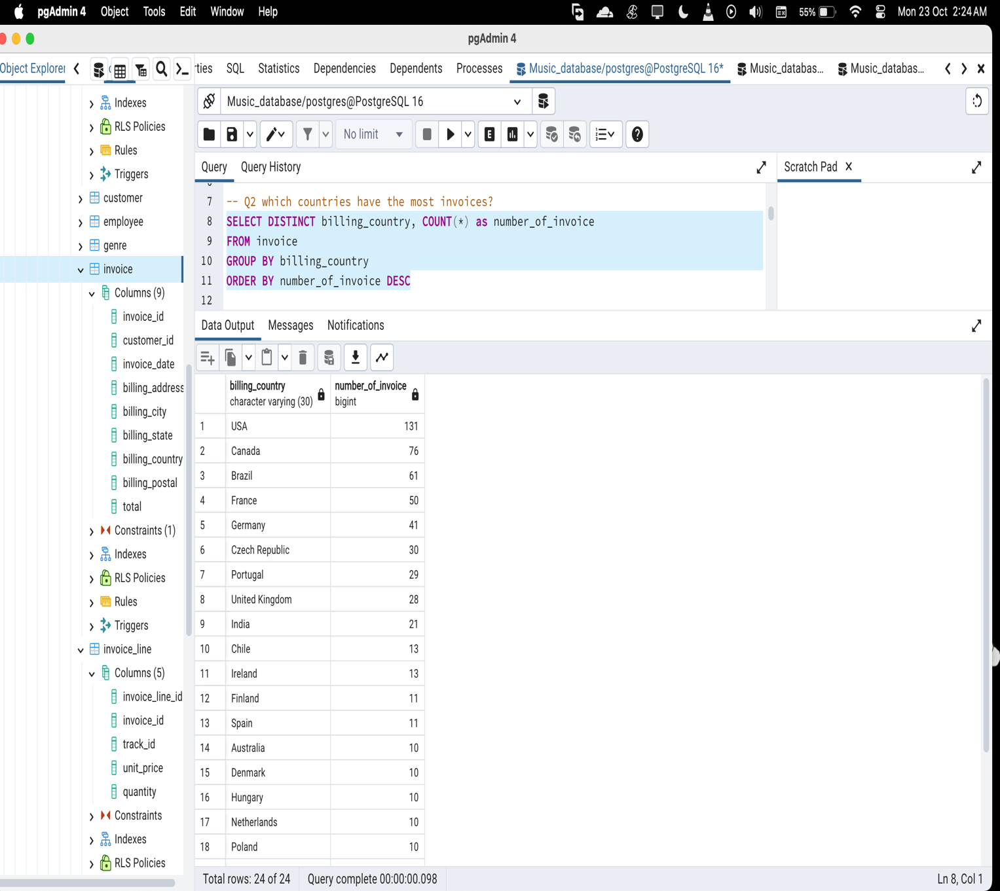 pgAdmin 4 Object Tools Edit Window Help 55% Mon 23 Oct 2:24 AM
pgAdmin 4
Object Explorer
rties SQL Statistics Dependencies Dependents Processes Music_database/postgres@PostgreSQL 16* Music_databas... Music_databas...
Indexes
RLS Policies
Rules
Triggers
customer
employee
genre
invoice
Columns (9)
invoice_id
customer_id
invoice_date
billing_address
billing_city
billing_state
billing_country
billing_postal
total
Constraints (1)
Indexes
RLS Policies
Rules
Triggers
invoice_line
Columns (5)
invoice_line_id
invoice_id
track_id
unit_price
quantity
Constraints
Indexes
RLS Policies
Music_database/postgres@PostgreSQL 16
No limit
E
Query Query History
Scratch Pad
7 -- Q2 which countries have the most invoices?
8 SELECT DISTINCT billing_country, COUNT(*) as number_of_invoice
9 FROM invoice
10 GROUP BY billing_country
11 ORDER BY number_of_invoice DESC
12
Data Output Messages Notifications
billing_country number_of_invoice
character varying (30) bigint
1 USA 131
2 Canada 76
3 Brazil 61
4 France 50
5 Germany 41
6 Czech Republic 30
7 Portugal 29
8 United Kingdom 28
9 India 21
10 Chile 13
11 Ireland 13
12 Finland 11
13 Spain 11
14 Australia 10
15 Denmark 10
16 Hungary 10
17 Netherlands 10
18 Poland 10
Total rows: 24 of 24 Query complete 00:00:00.098 Ln 8, Col 1